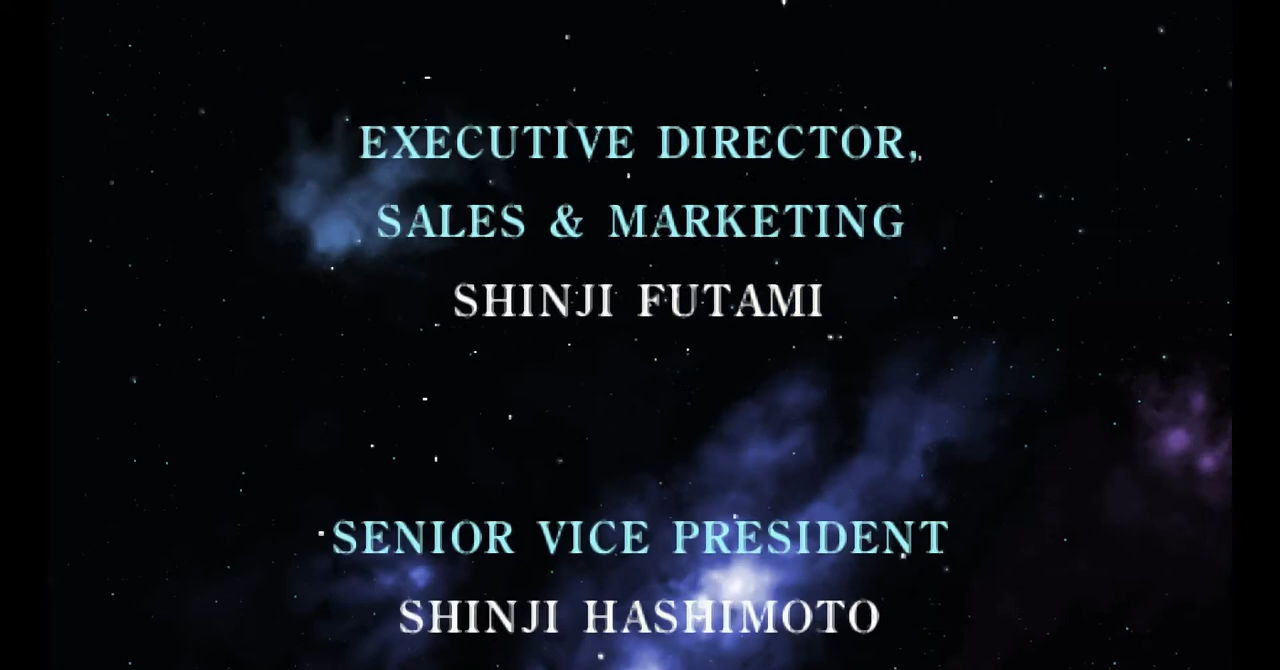 EXECUTIVE DIRECTOR,
SALES & MARKETING
SHINJI FUTAMI
SENIOR VICE PRESIDENT
SHINJI HASHIMOTO